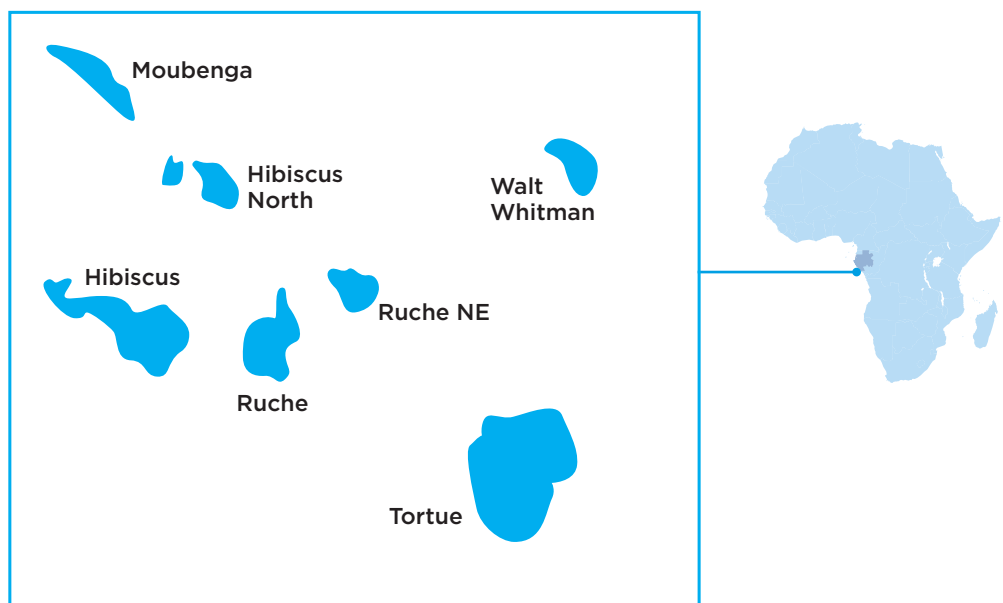 Moubenga
Hibiscus
North
Walt
Whitman
Hibiscus
Ruche NE
Ruche
Tortue